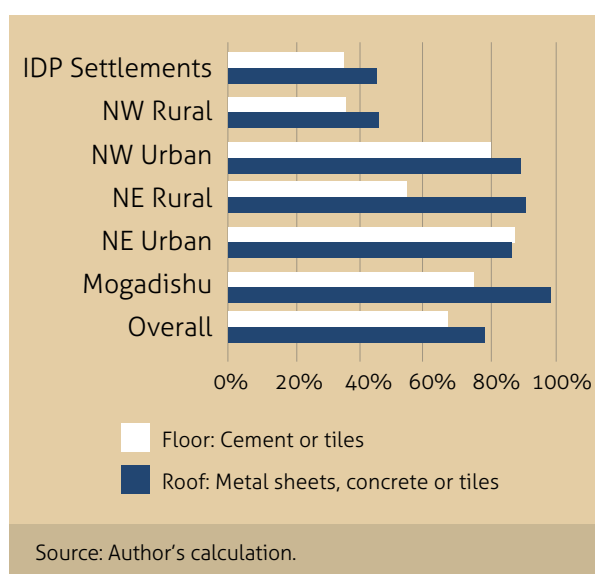 IDP Settlements
NW Rural
NW Urban
NE Rural
NE Urban
Mogadishu
Overall
0% 20% 40% 60% 80% 100%
Floor: Cement or tiles
Roof: Metal sheets, concrete or tiles
Source: Author’s calculation.